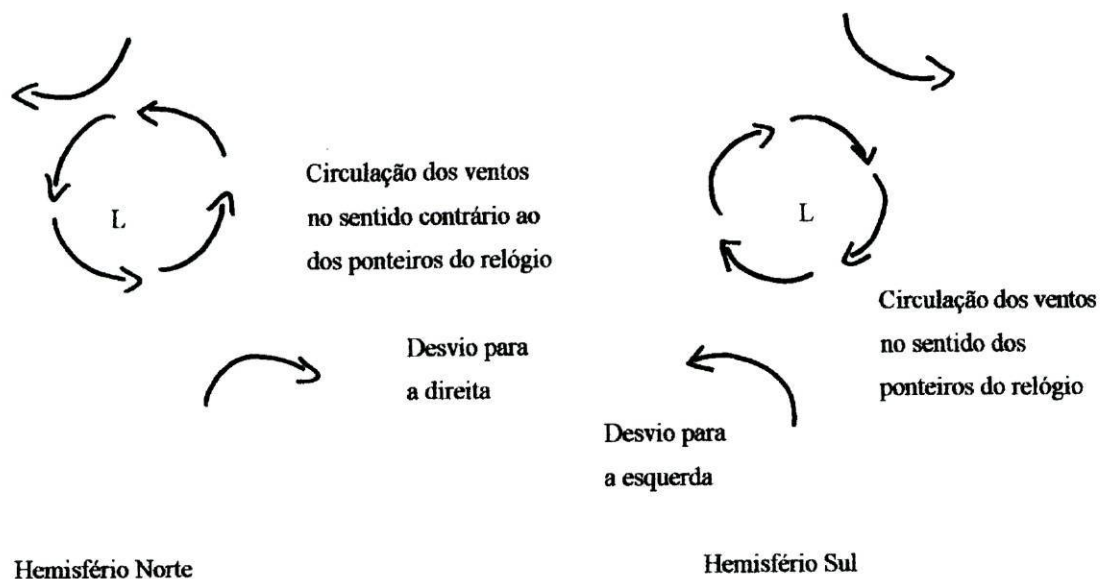 L
Circulação dos ventos
no sentido contrário ao
dos ponteiros do relógio
Desvio para
a direita
Hemisfério Norte
L
Circulação dos ventos
no sentido dos
ponteiros do relógio
Desvio para
a esquerda
Hemisfério Sul